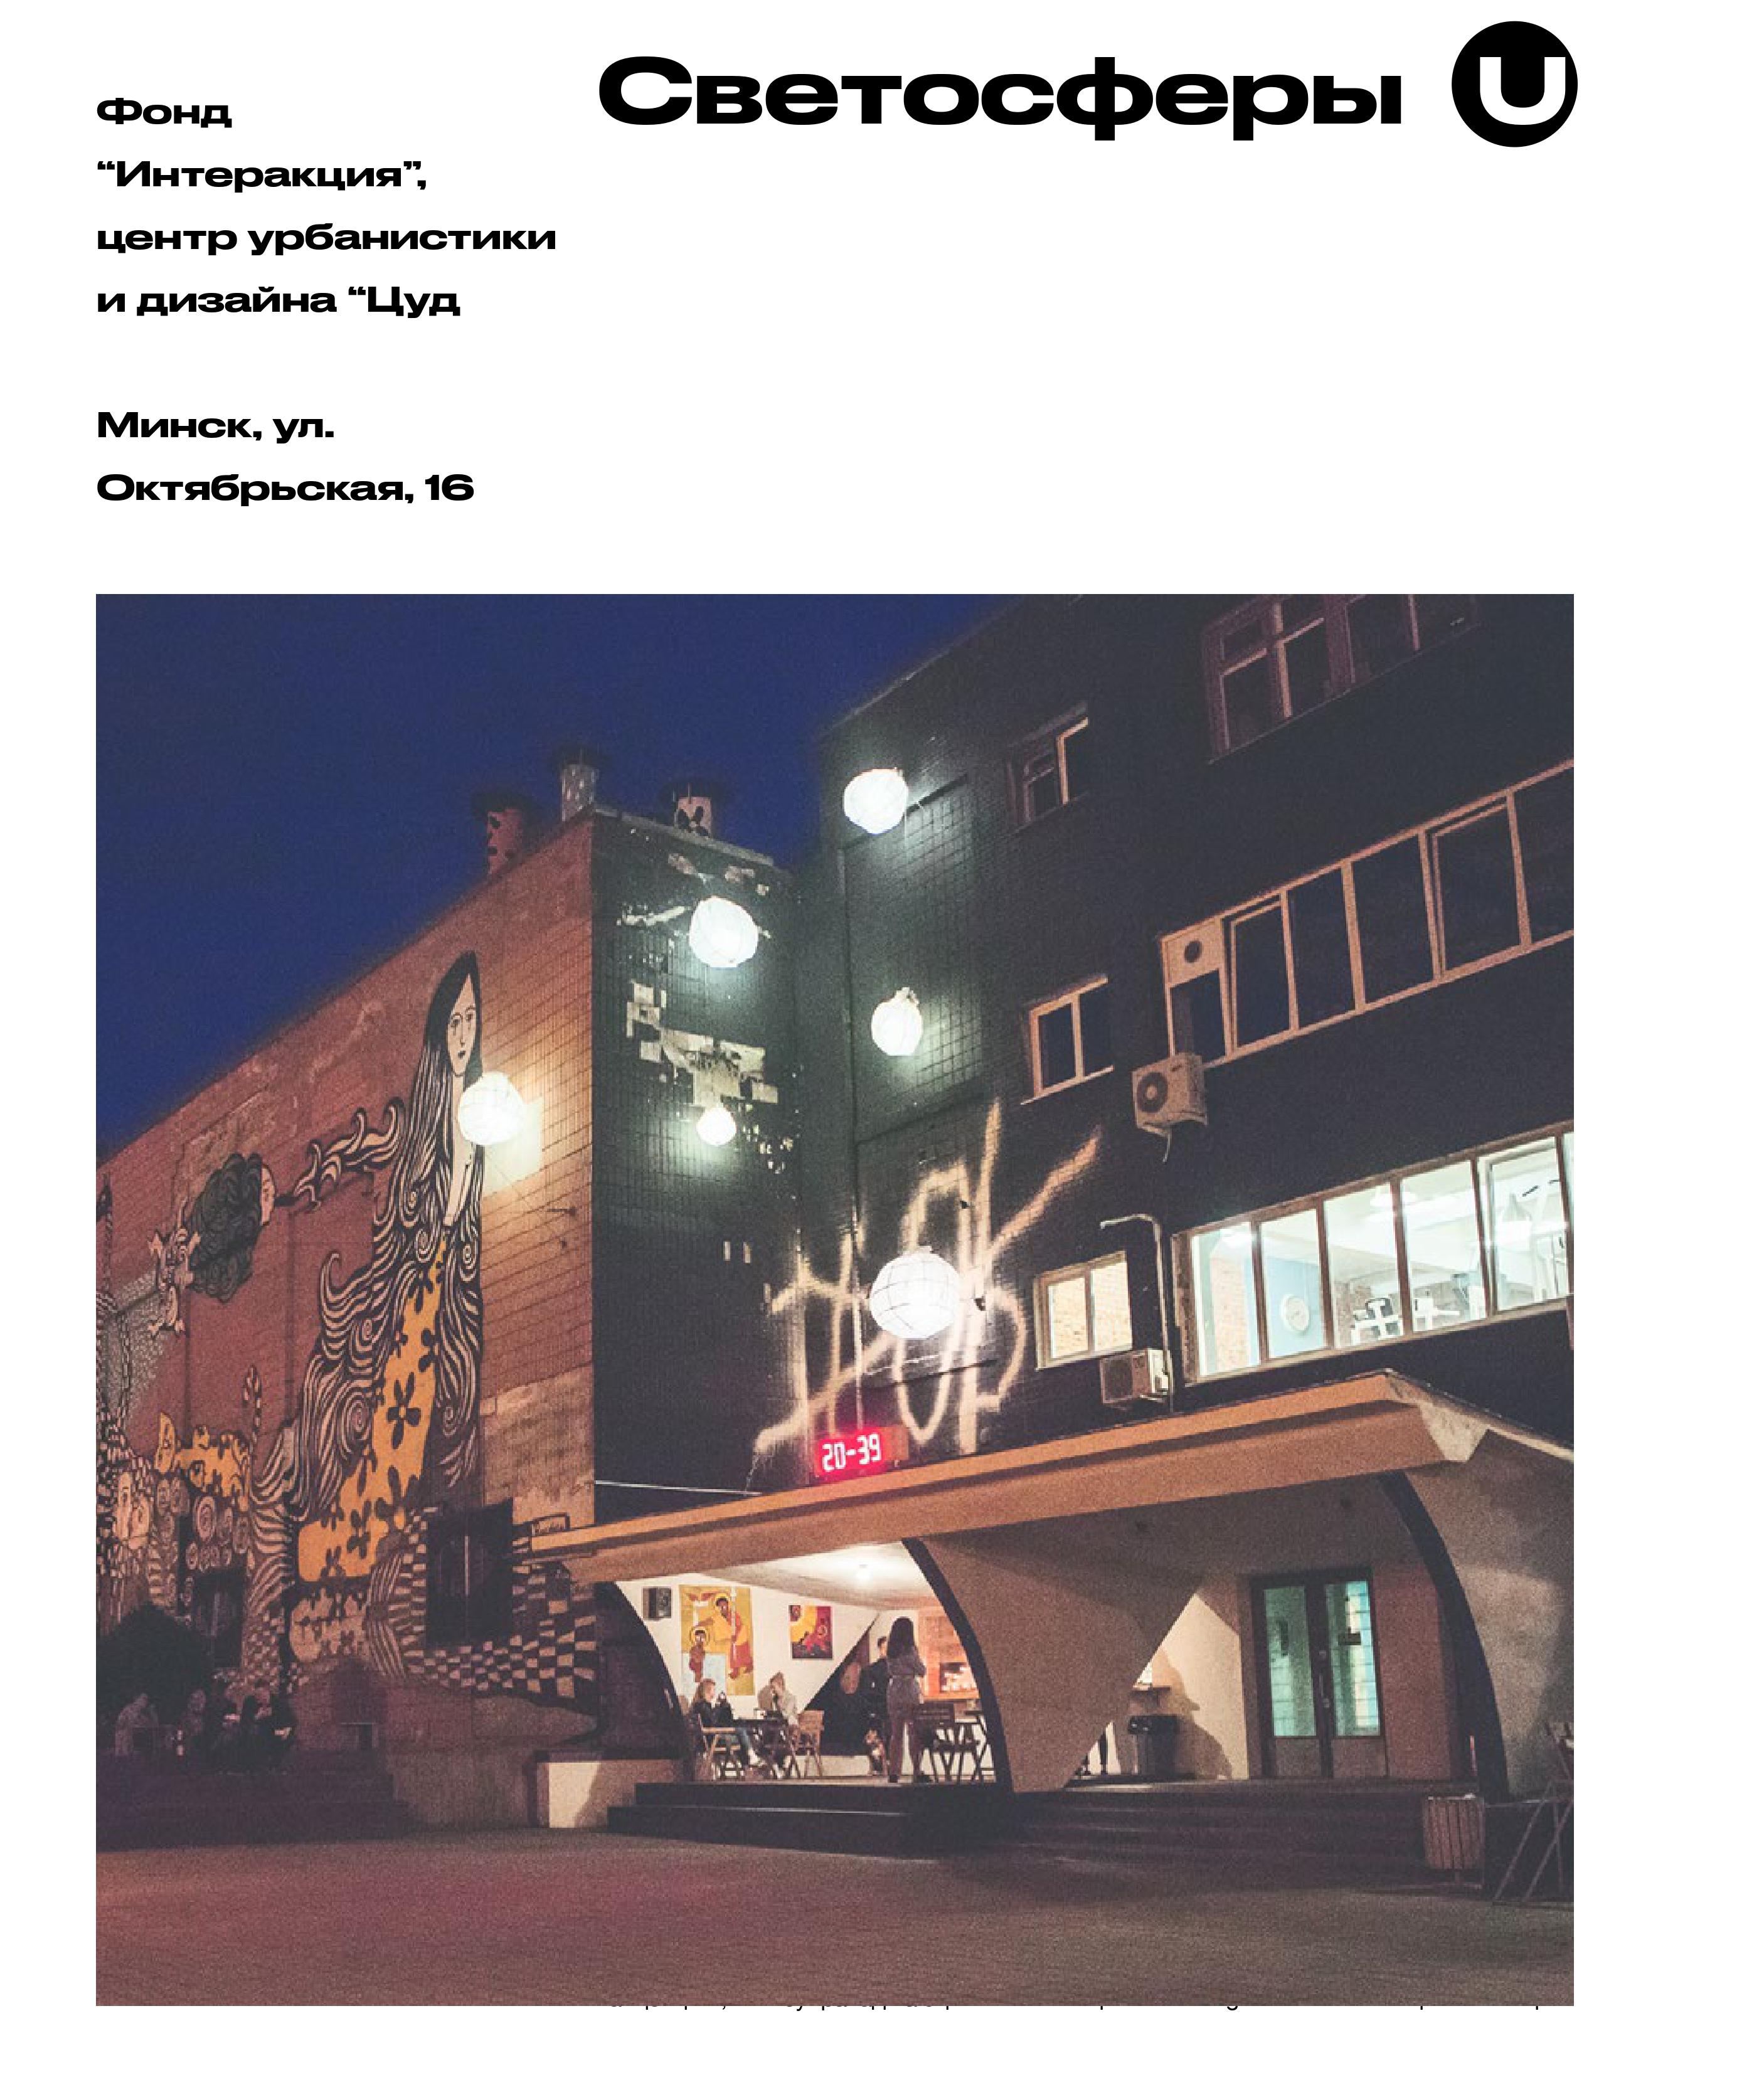 Светосферы U
Фонд
“Интеракция”,
центр урбанистики
и дизайна “Цуд
Минск, ул.
Октябрьская, 16
20-39